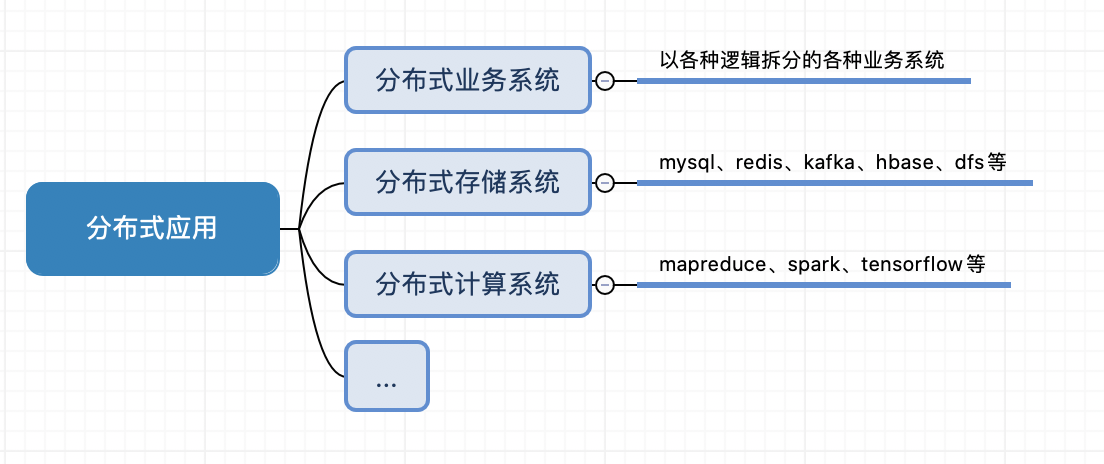 分布式应用
分布式业务系统
以各种逻辑拆分的各种业务系统
分布式存储系统
mysql、redis、kafka、hbase、dfs等
分布式计算系统
mapreduce、spark、tensorflow等
...